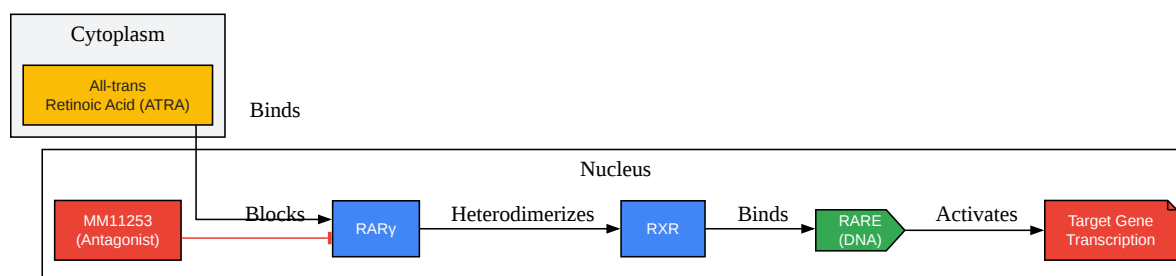 Cytoplasm
All-trans
Retinoic Acid (ATRA)
Binds
Nucleus
MM11253
(Antagonist)
Blocks
RARγ
Heterodimerizes
RXR
Binds
RARE
(DNA)
Activates
Target Gene
Transcription